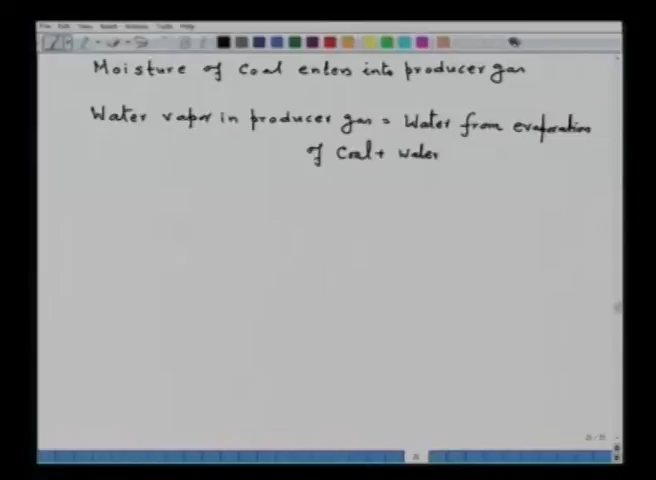 Moisture of Coal enters into producer gas
Water vapor in producer gas = Water from evaporation
of Coal + water